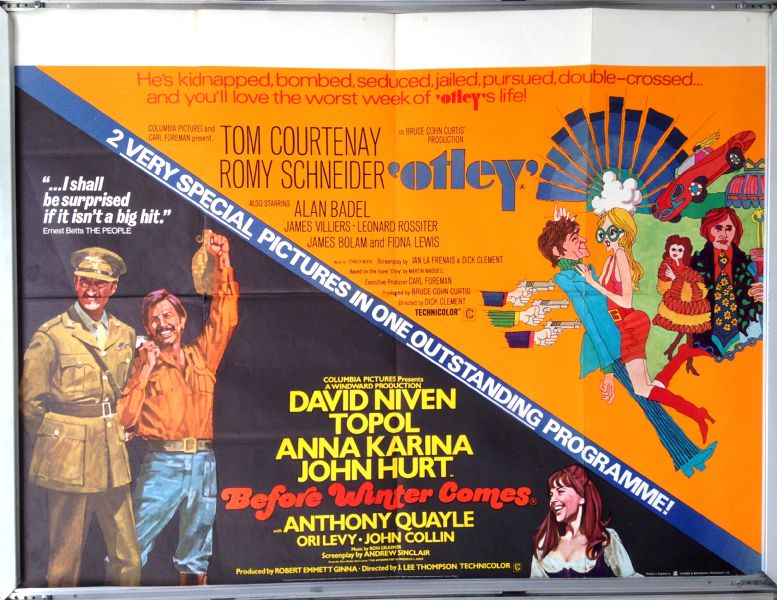 He's kidnapped, bombed, seduced, jailed, pursued, double-crossed...
and you'll love the worst week of 'otley's life!
COLUMBIA PICTURES and
CARL FOREMAN present.
TOM COURTENAY
ROMY SCHNEIDER
in BRUCE COHN CURTIS'
PRODUCTION
'otley'
A
ALSO STARRING ALAN BADEL
JAMES VILLIERS · LEONARD ROSSITER
JAMES BOLAM and FIONA LEWIS
Music by STANLEY MYERS Screenplay by IAN LA FRENAIS & DICK CLEMENT
Based on the novel 'Otley' by MARTIN WADDELL
Executive Producer CARL FOREMAN
Produced by BRUCE COHN CURTIS
Directed by DICK CLEMENT
TECHNICOLOR C
2 VERY SPECIAL PICTURES IN ONE OUTSTANDING PROGRAMME!
"...I shall
be surprised
if it isn't a big hit."
Ernest Betts THE PEOPLE
COLUMBIA PICTURES Presents
A WINDWARD PRODUCTION
DAVID NIVEN
TOPOL
ANNA KARINA
JOHN HURT
Before Winter Comes A
with ANTHONY QUAYLE
ORI LEVY · JOHN COLLIN
Music by RON GRAINER
Screenplay by ANDREW SINCLAIR
Produced by ROBERT EMMETT GINNA · Directed by J. LEE THOMPSON TECHNICOLOR C